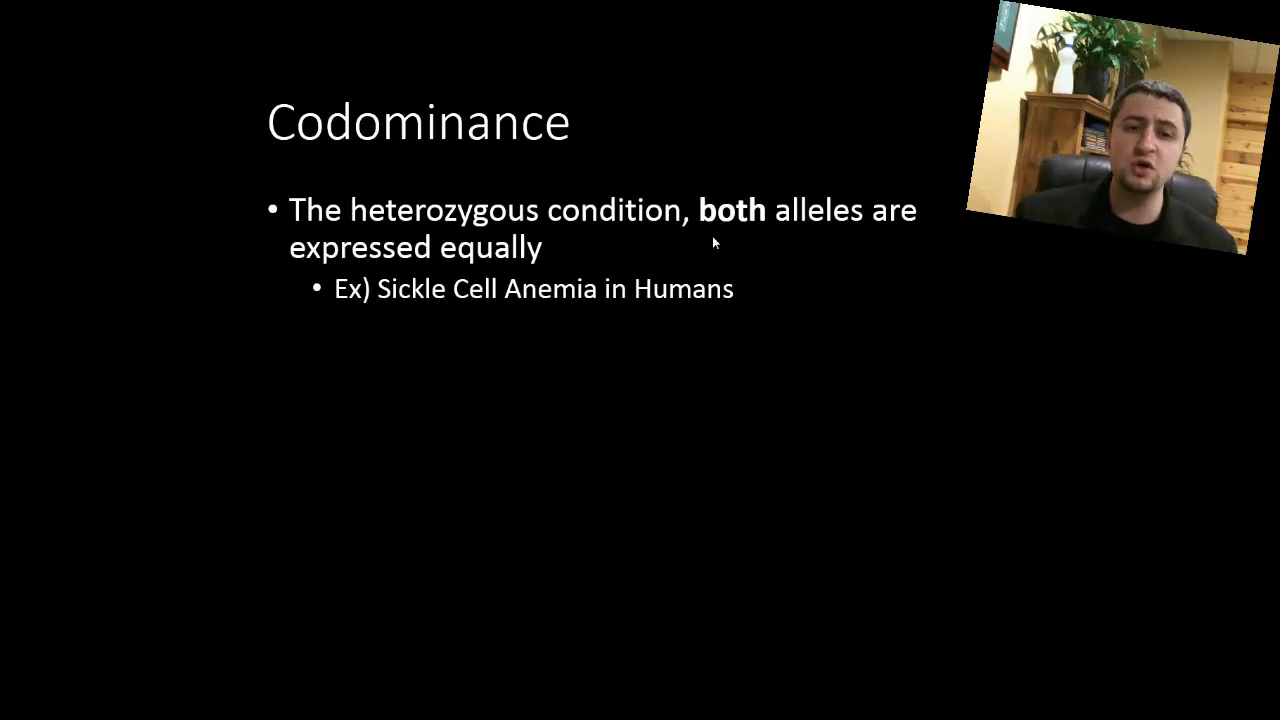 Codominance
• The heterozygous condition, both alleles are
expressed equally
• Ex) Sickle Cell Anemia in Humans